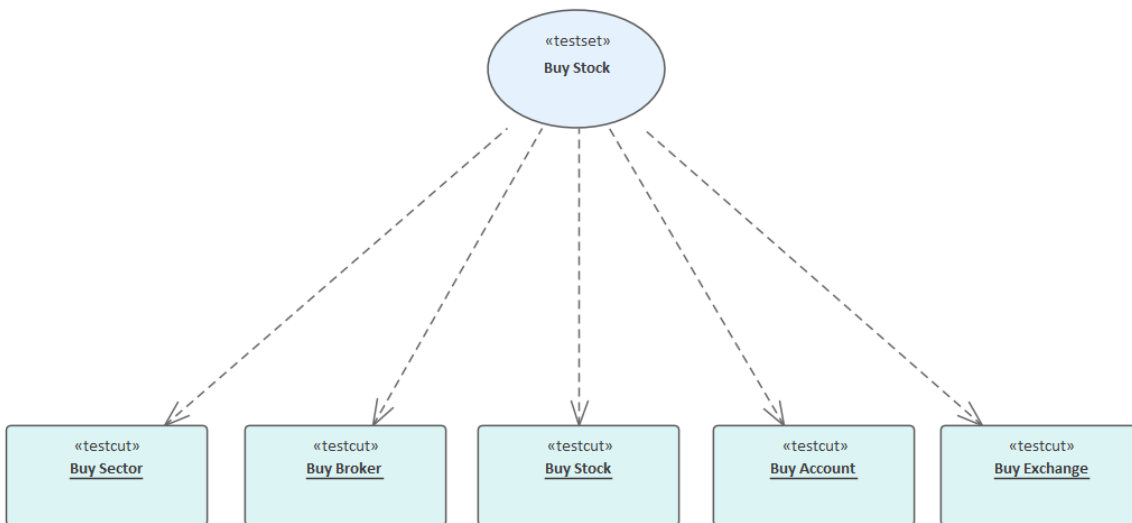 «testset»
Buy Stock
«testcut»
Buy Sector
«testcut»
Buy Broker
«testcut»
Buy Stock
«testcut»
Buy Account
«testcut»
Buy Exchange